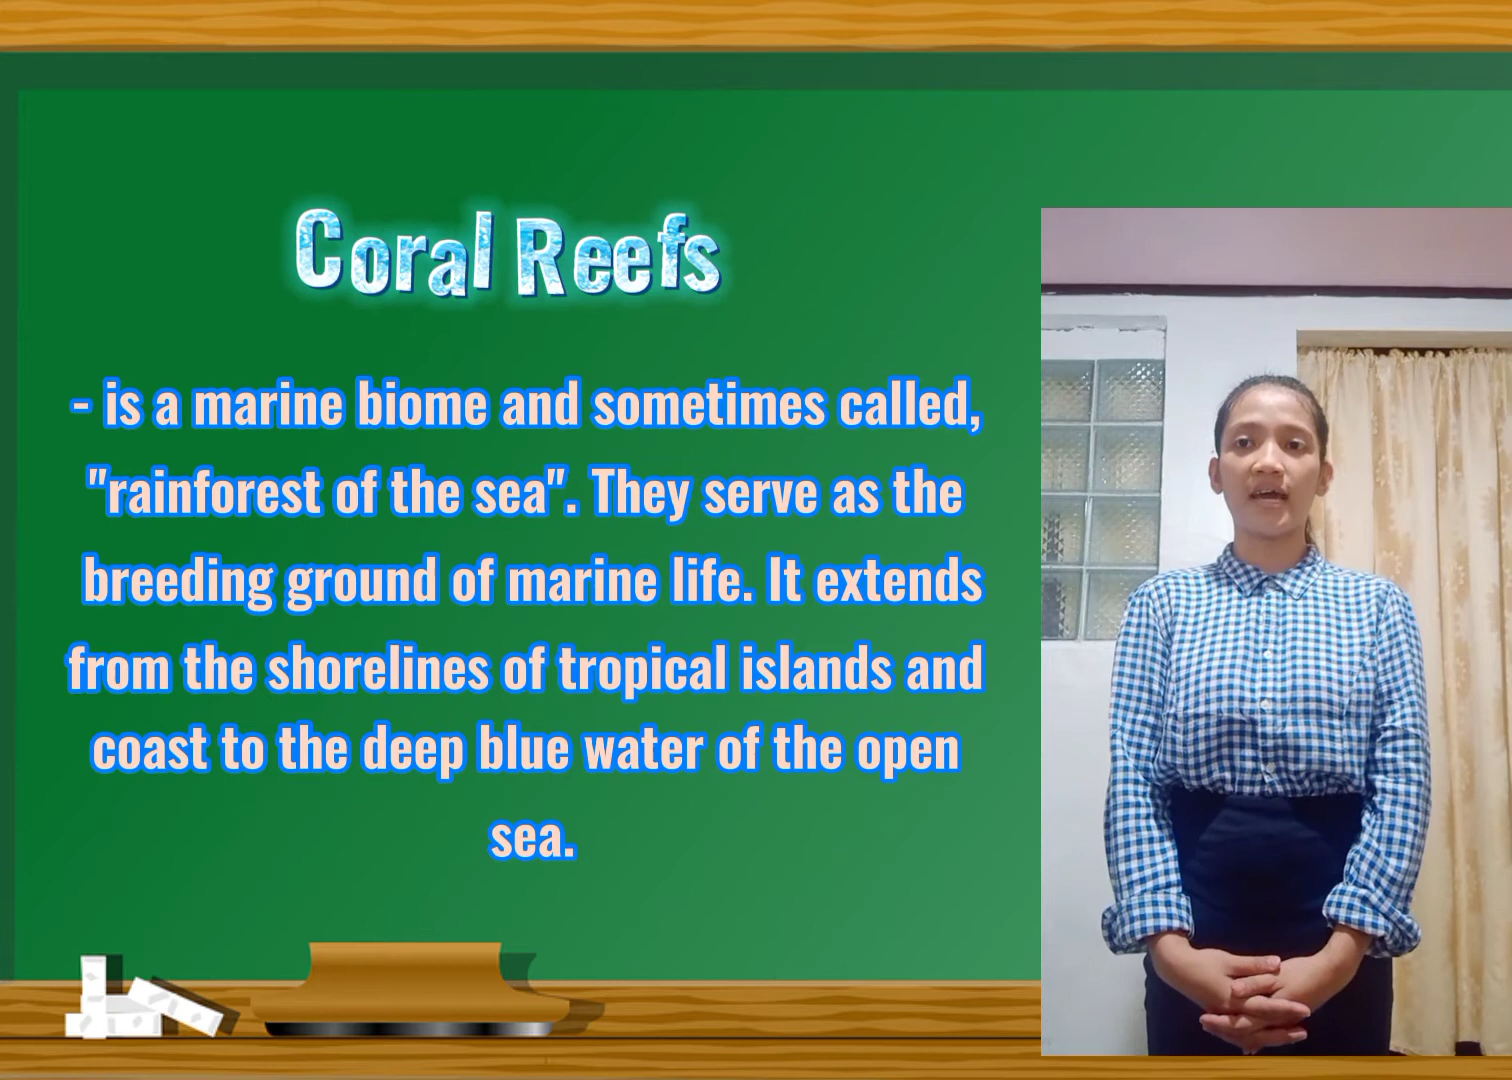 Coral Reefs
- is a marine biome and sometimes called,
"rainforest of the sea". They serve as the
breeding ground of marine life. It extends
from the shorelines of tropical islands and
coast to the deep blue water of the open
sea.